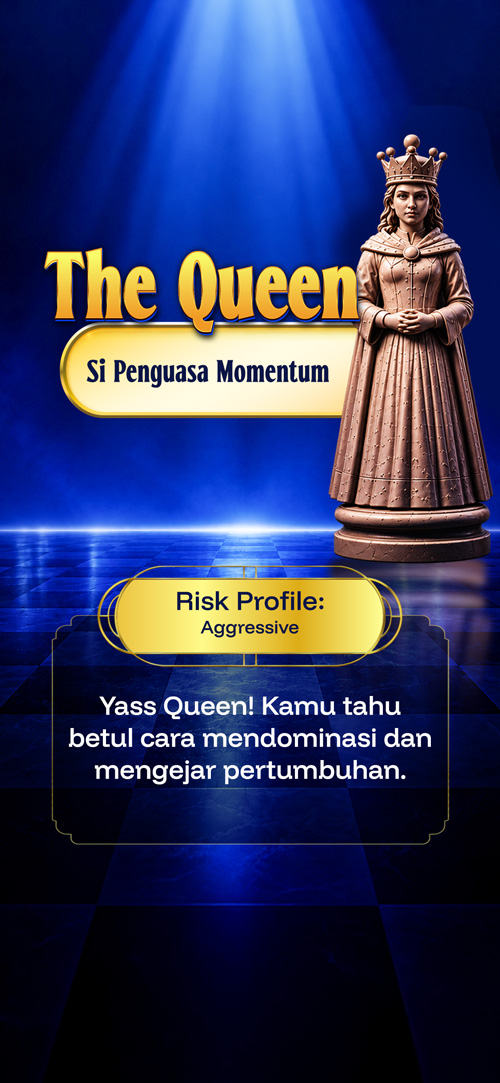 The Queen
Si Penguasa Momentum
Risk Profile:
Aggressive
Yass Queen! Kamu tahu
betul cara mendominasi dan
mengejar pertumbuhan.